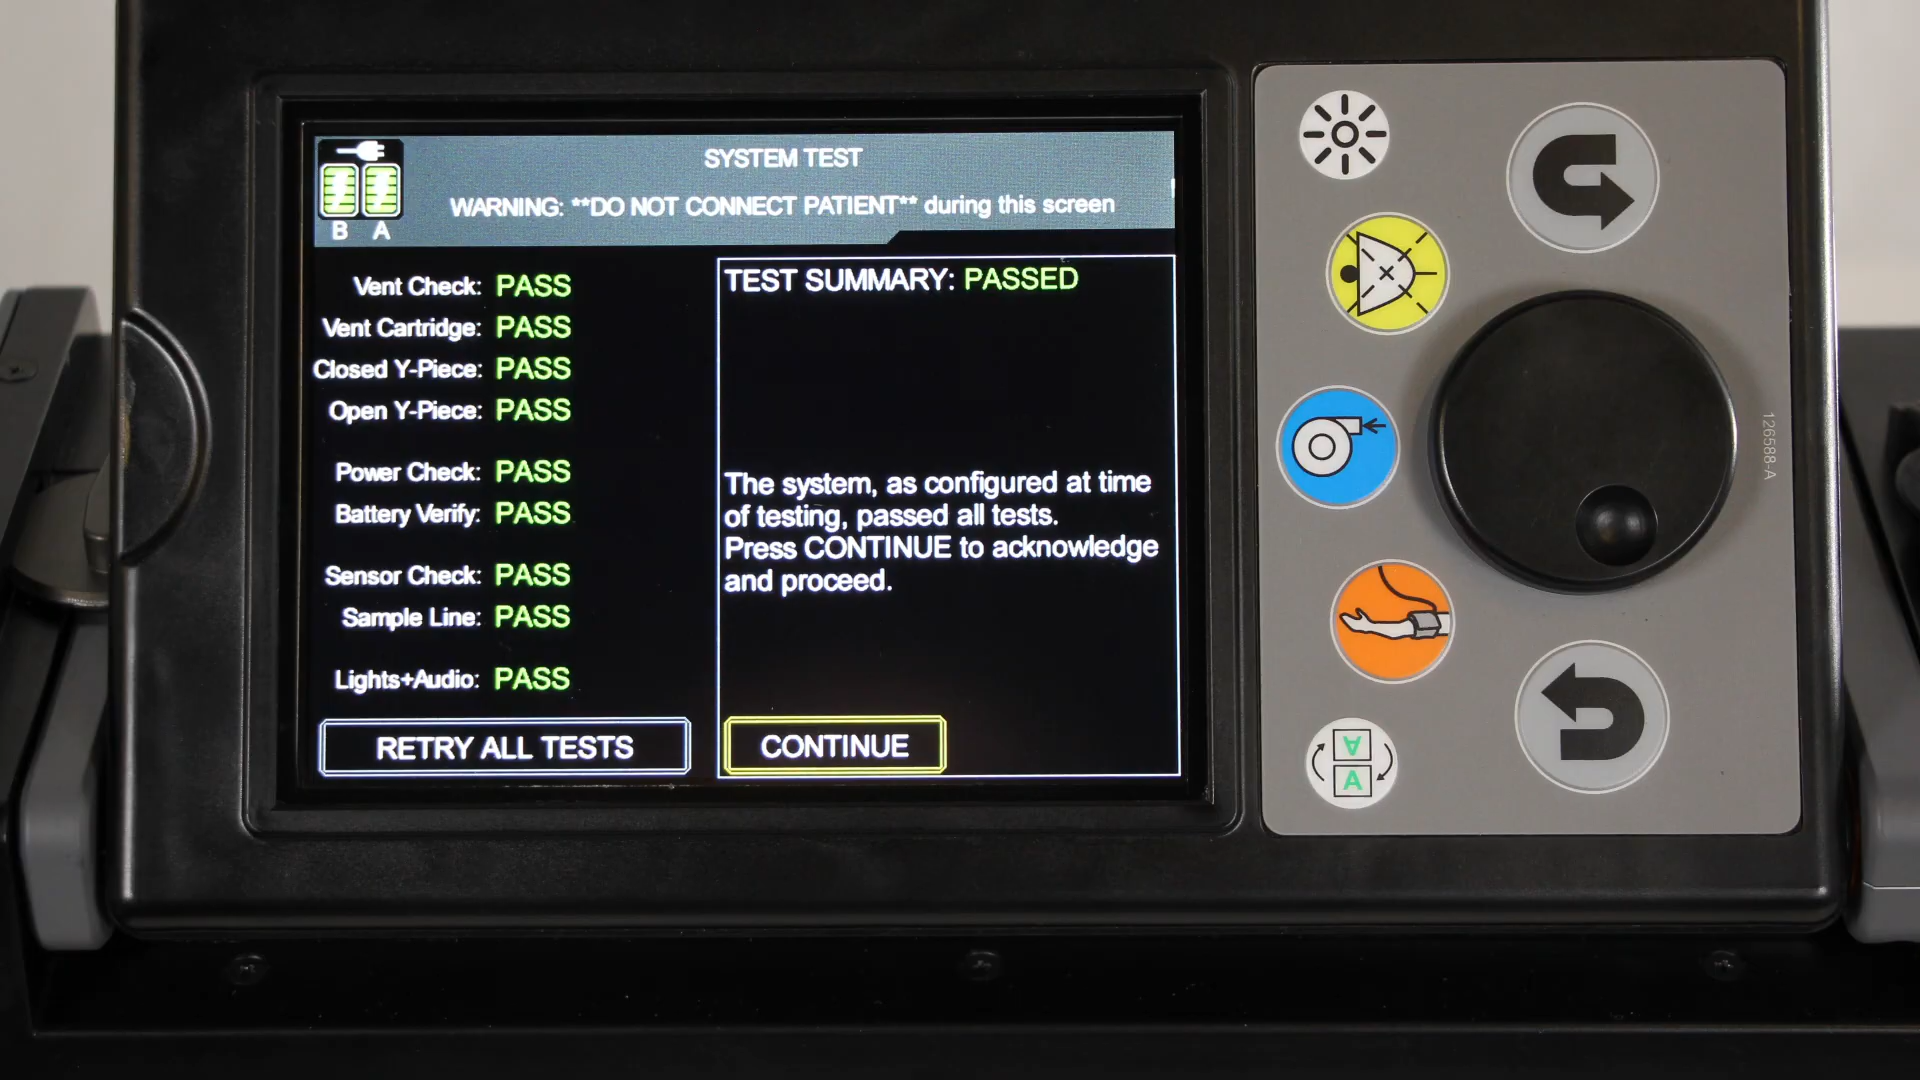 SYSTEM TEST
WARNING: **DO NOT CONNECT PATIENT** during this screen
B A
Vent Check: PASS
Vent Cartridge: PASS
Closed Y-Piece: PASS
Open Y-Piece: PASS
Power Check: PASS
Battery Verify: PASS
Sensor Check: PASS
Sample Line: PASS
Lights+Audio: PASS
RETRY ALL TESTS
TEST SUMMARY: PASSED
The system, as configured at time
of testing, passed all tests.
Press CONTINUE to acknowledge
and proceed.
CONTINUE
126588-A
A
A